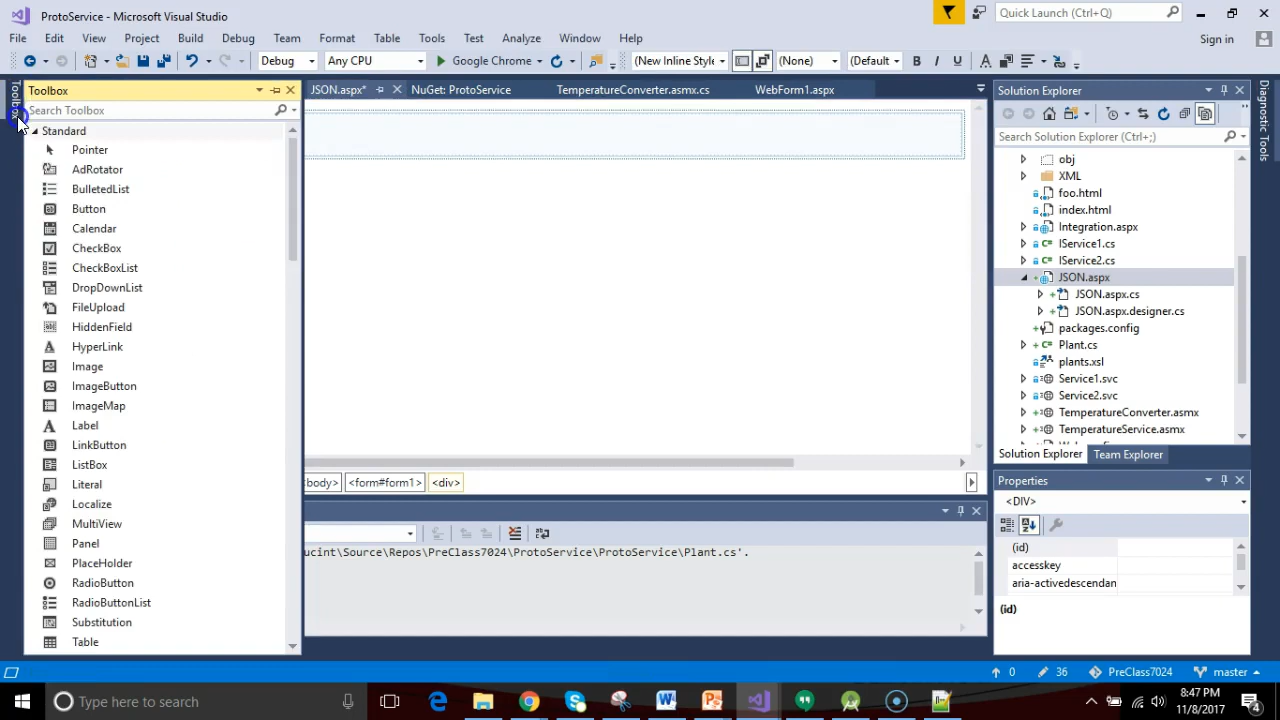 ProtoService - Microsoft Visual Studio
Quick Launch (Ctrl+Q)
File Edit View Project Build Debug Team Format Table Tools Test Analyze Window Help
Sign in
Debug Any CPU Google Chrome (New Inline Style (None) (Default
B I U A
Toolbox
Toolbox
JSON.aspx* NuGet: ProtoService TemperatureConverter.asmx.cs WebForm1.aspx
Search Toolbox
Standard
Pointer
AdRotator
BulletedList
Button
Calendar
CheckBox
CheckBoxList
DropDownList
FileUpload
HiddenField
HyperLink
Image
ImageButton
ImageMap
Label
LinkButton
ListBox
Literal
Localize
MultiView
Panel
PlaceHolder
RadioButton
RadioButtonList
Substitution
Table
<form#form1> <div>
ucint\Source\Repos\PreClass7024\ProtoService\ProtoService\Plant.cs'.
Solution Explorer
Search Solution Explorer (Ctrl+;)
obj
XML
foo.html
index.html
Integration.aspx
IService1.cs
IService2.cs
JSON.aspx
JSON.aspx.cs
JSON.aspx.designer.cs
packages.config
Plant.cs
plants.xsl
Service1.svc
Service2.svc
TemperatureConverter.asmx
TemperatureService.asmx
Solution Explorer Team Explorer
Properties
<DIV>
(id)
accesskey
aria-activedescendan
(id)
Diagnostic Tools
0 36 PreClass7024 master
Type here to search
8:47 PM
11/8/2017
4